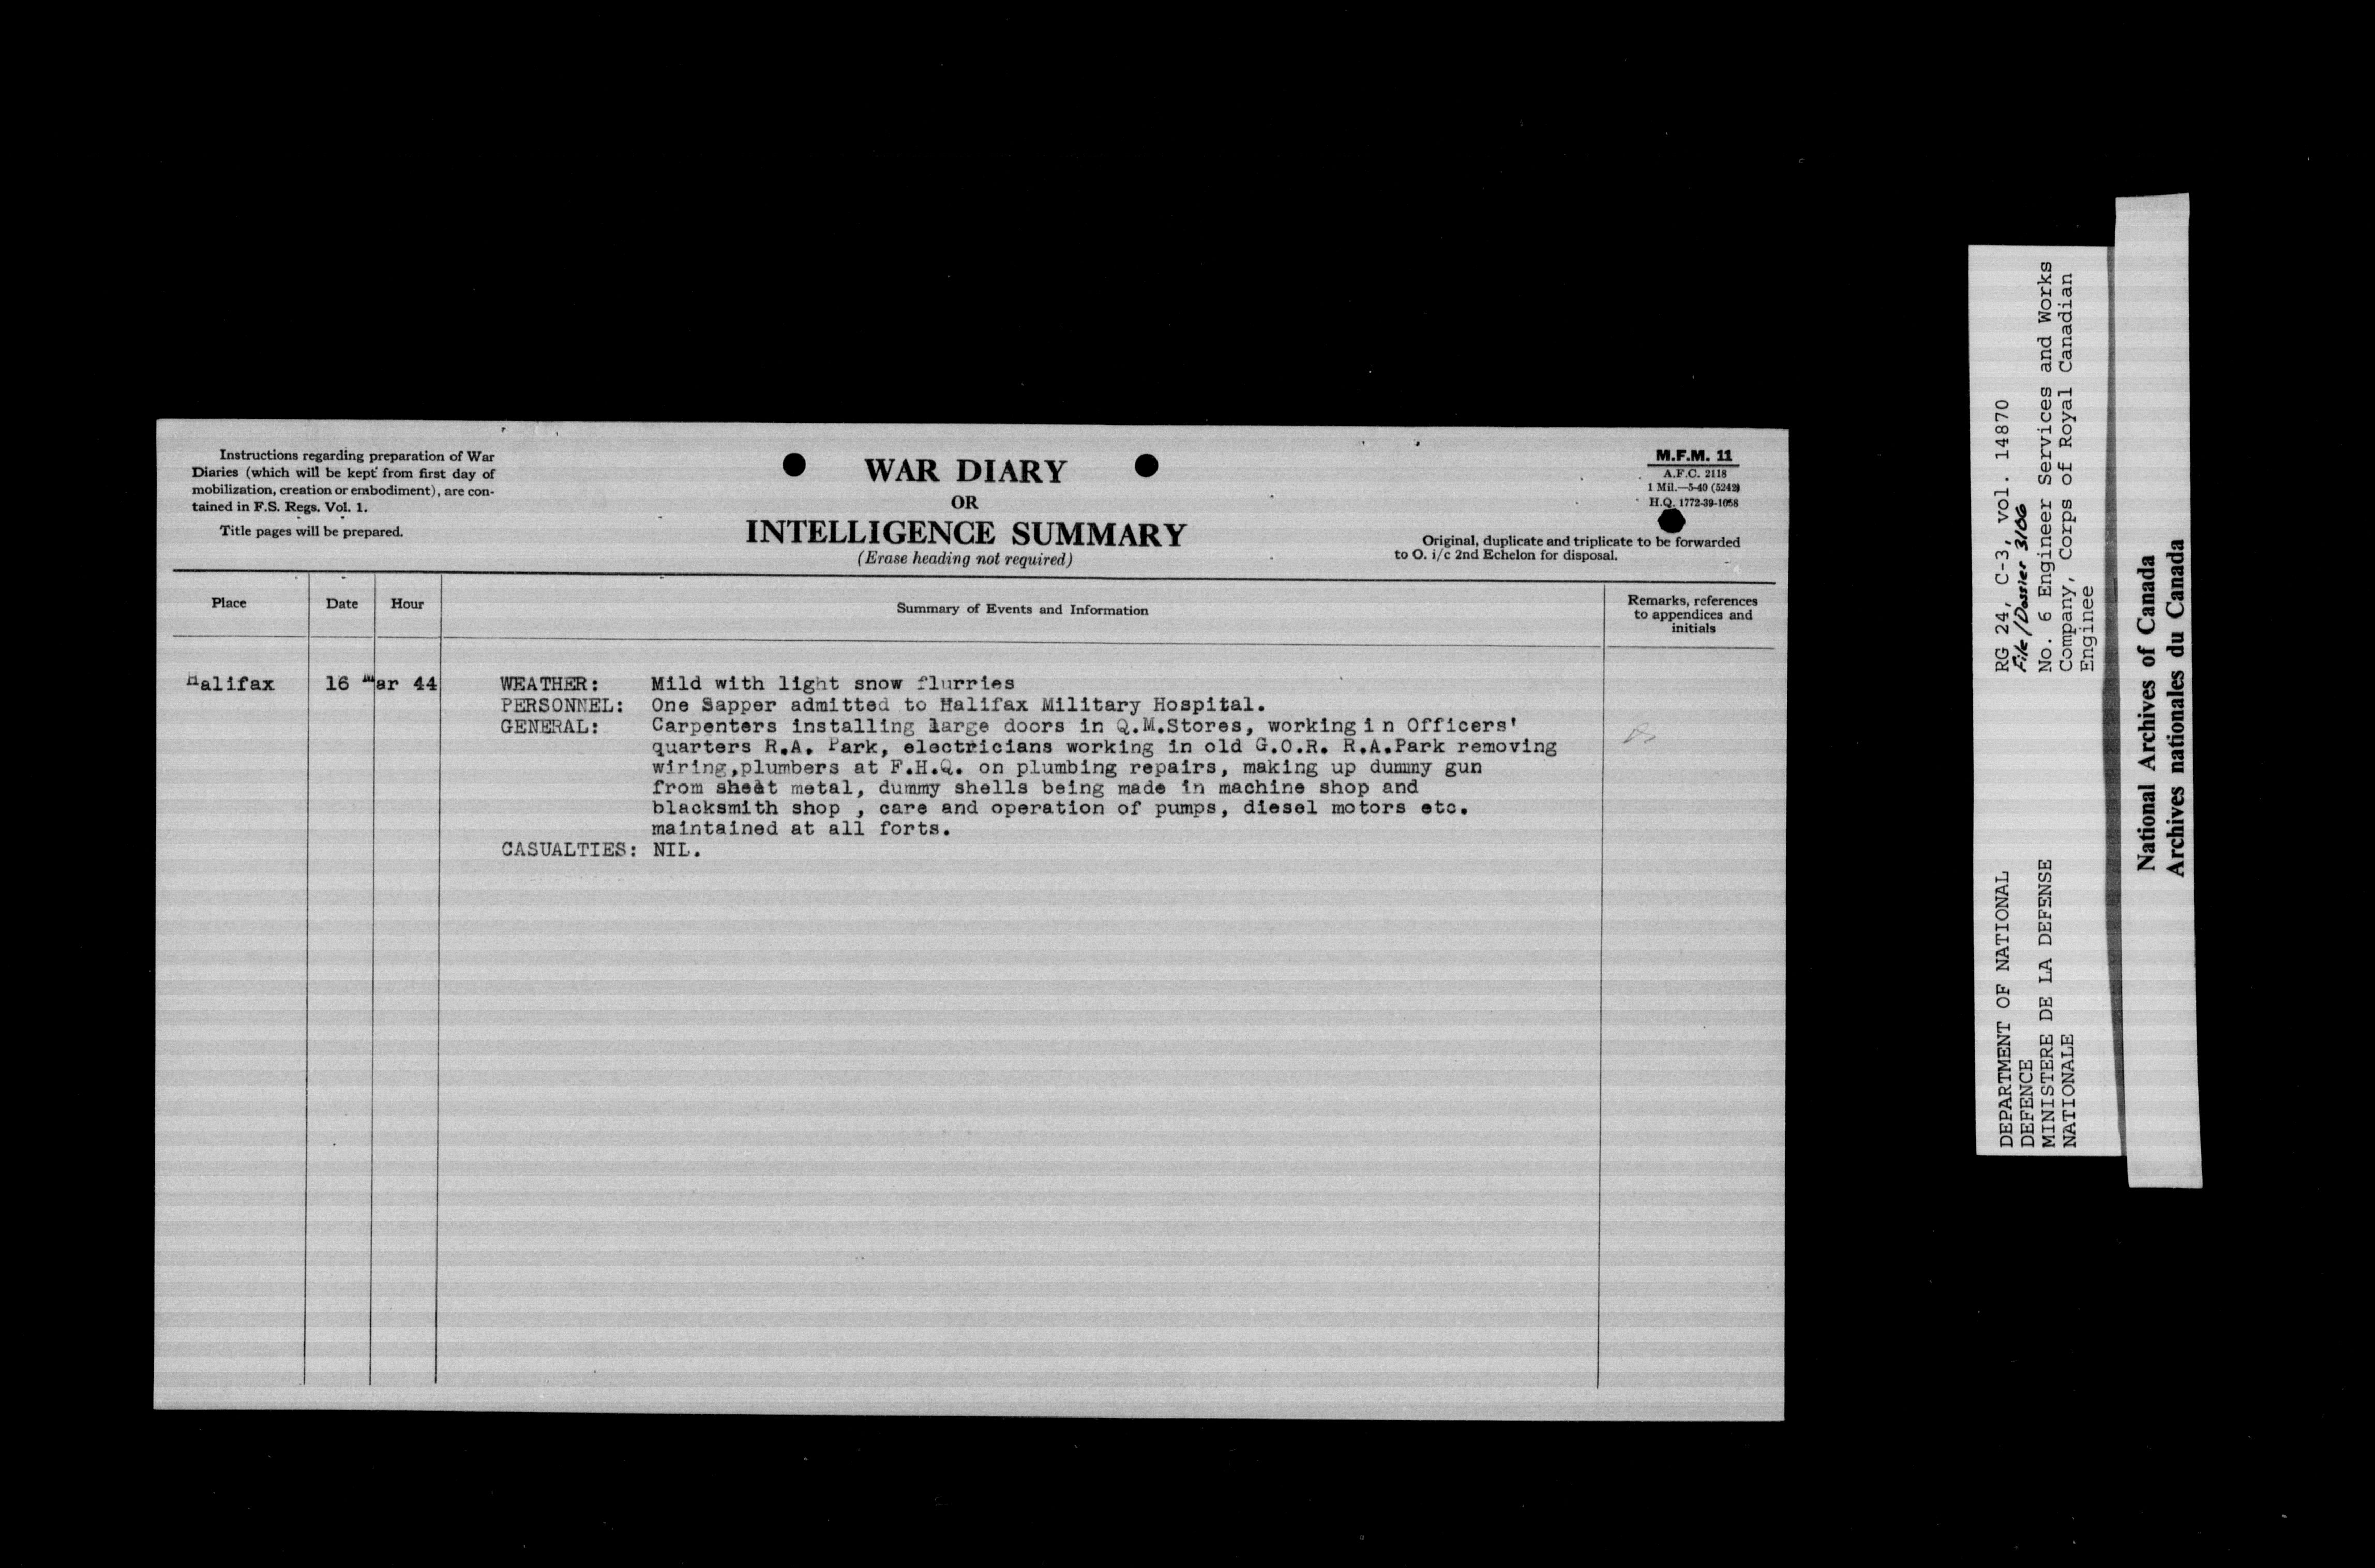 Instructions regarding preparation of War
Diaries (which will be kept from first day of
mobilization, creation or embodiment), are con-
tained in F.S. Regs. Vol. 1.
Title pages will be prepared.
WAR DIARY
OR
INTELLIGENCE SUMMARY
(Erase heading not required)
M.F.M. 11
A.F.C. 2118
1 Mil.—5-40 (5242)
H.Q. 1772-39-1058
Original, duplicate and triplicate to be forwarded
to O. i/c 2nd Echelon for disposal.
Place Date Hour Summary of Events and Information Remarks, references
to appendices and
initials
Halifax 16 Mar 44 WEATHER: Mild with light snow flurries
PERSONNEL: One Sapper admitted to Halifax Military Hospital.
GENERAL: Carpenters installing large doors in Q.M.Stores, working i n Officers'
quarters R.A. Park, electricians working in old G.O.R. R.A.Park removing
wiring,plumbers at F.H.Q. on plumbing repairs, making up dummy gun
from sheet metal, dummy shells being made in machine shop and
blacksmith shop , care and operation of pumps, diesel motors etc.
maintained at all forts.
CASUALTIES: NIL.
DEPARTMENT OF NATIONAL
DEFENCE
MINISTERE DE LA DEFENSE
NATIONALE
RG 24, C-3, vol. 14870
File/Dossier 3106
No. 6 Engineer Services and Works
Company, Corps of Royal Canadian
Enginee
National Archives of Canada
Archives nationales du Canada